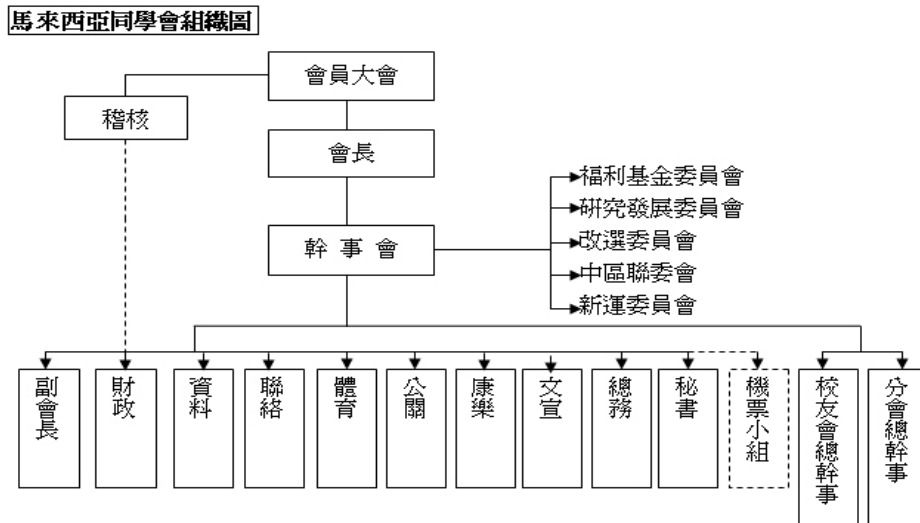 馬來西亞同學會組織圖
會員大會
稽核
會長
幹事會
福利基金委員會
研究發展委員會
改選委員會
中區聯委會
新運委員會
副會長
財政
資料
聯絡
體育
公關
康樂
文宣
總務
秘書
機票小組
校友會總幹事
分會總幹事